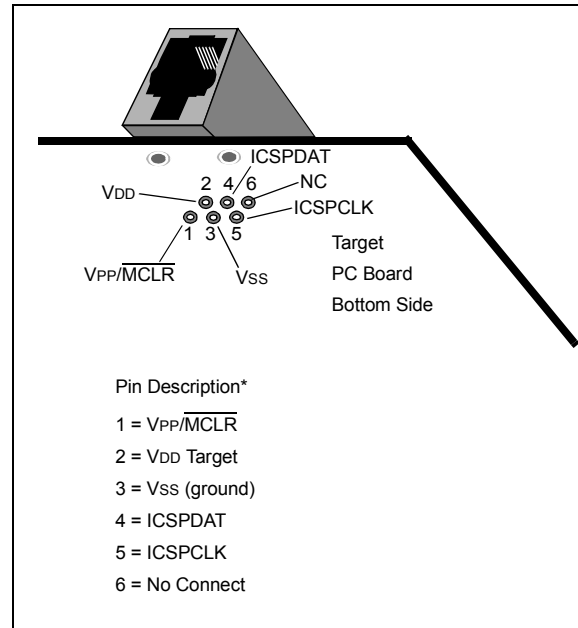 ICSPDAT
2 4 6 NC
VDD
ICSPCLK
1 3 5
Target
VPP/MCLR VSS
PC Board
Bottom Side
Pin Description*
1 = VPP/MCLR
2 = VDD Target
3 = VSS (ground)
4 = ICSPDAT
5 = ICSPCLK
6 = No Connect